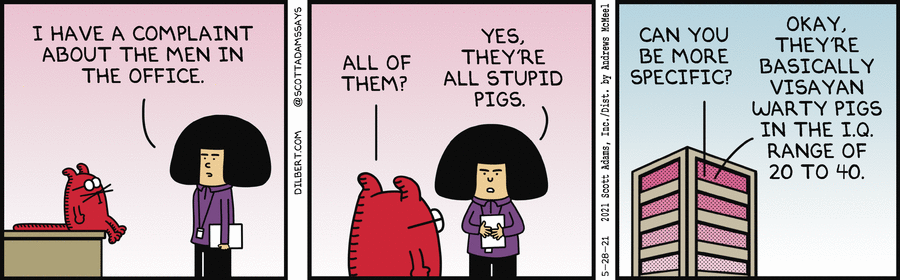 I HAVE A COMPLAINT
ABOUT THE MEN IN
THE OFFICE.
DILBERT.COM @SCOTTADAMSSAYS
ALL OF
THEM?
YES,
THEY'RE
ALL STUPID
PIGS.
5-28-21 2021 Scott Adams, Inc./Dist. by Andrews McMeel
CAN YOU
BE MORE
SPECIFIC?
OKAY,
THEY'RE
BASICALLY
VISAYAN
WARTY PIGS
IN THE I.Q.
RANGE OF
20 TO 40.